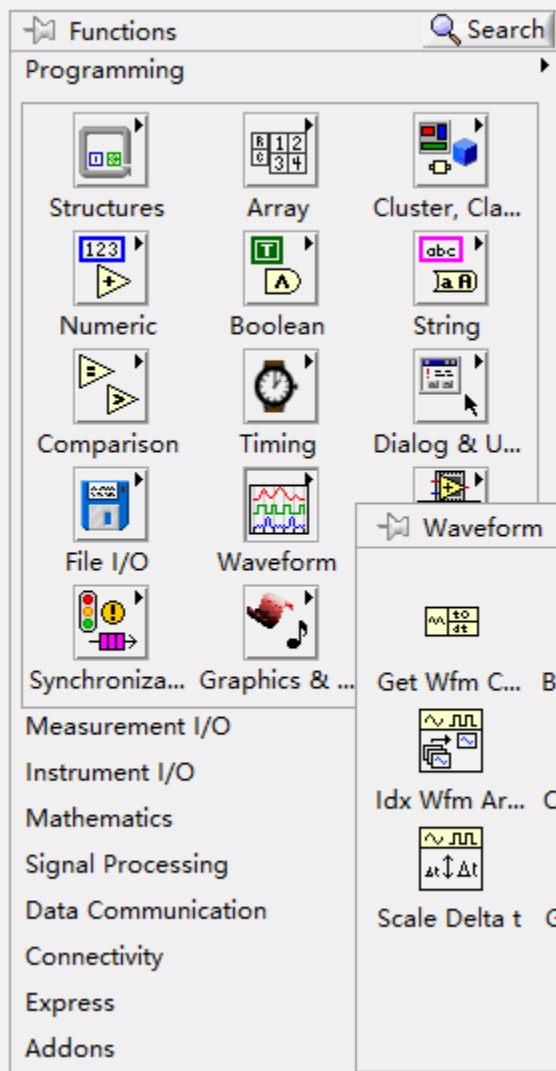 Functions Search
Programming
Structures Array Cluster, Cla...
Numeric Boolean String
Comparison Timing Dialog & U...
File I/O Waveform
Synchroniza... Graphics & ...
Measurement I/O
Instrument I/O
Mathematics
Signal Processing
Data Communication
Connectivity
Express
Addons
Waveform
Get Wfm C... B
Idx Wfm Ar...
Scale Delta t